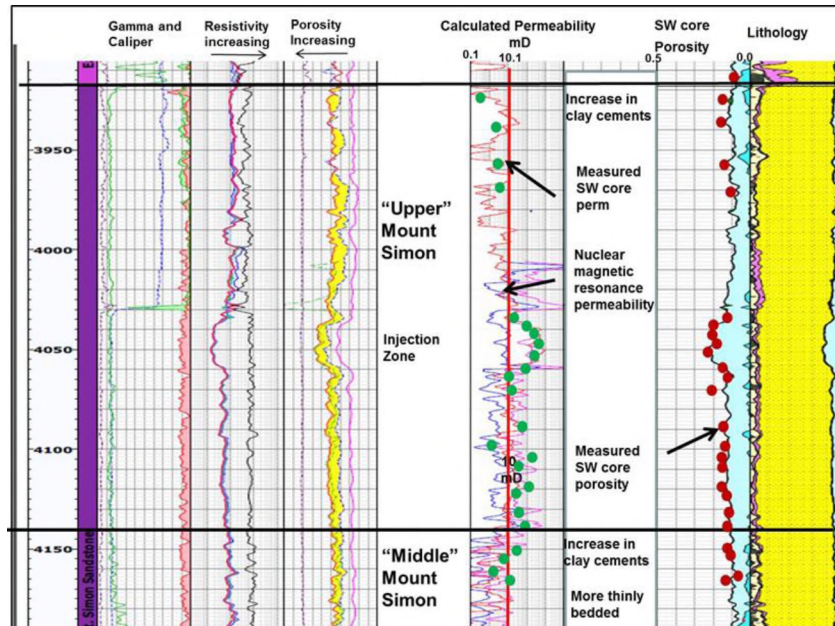 Gamma and
Caliper
Resistivity
increasing
Porosity
Increasing
Calculated Permeability
mD
0.1
10.1
SW core
Porosity
0.5
0.0
Lithology
E
Increase in
clay cements
3950
Measured
SW core
perm
"Upper"
Mount
Simon
4000
Nuclear
magnetic
resonance
permeability
Injection
Zone
4050
4100
10
mD
Measured
SW core
porosity
4150
"Middle"
Mount
Simon
Increase in
clay cements
More thinly
bedded
. Simon Sandstone